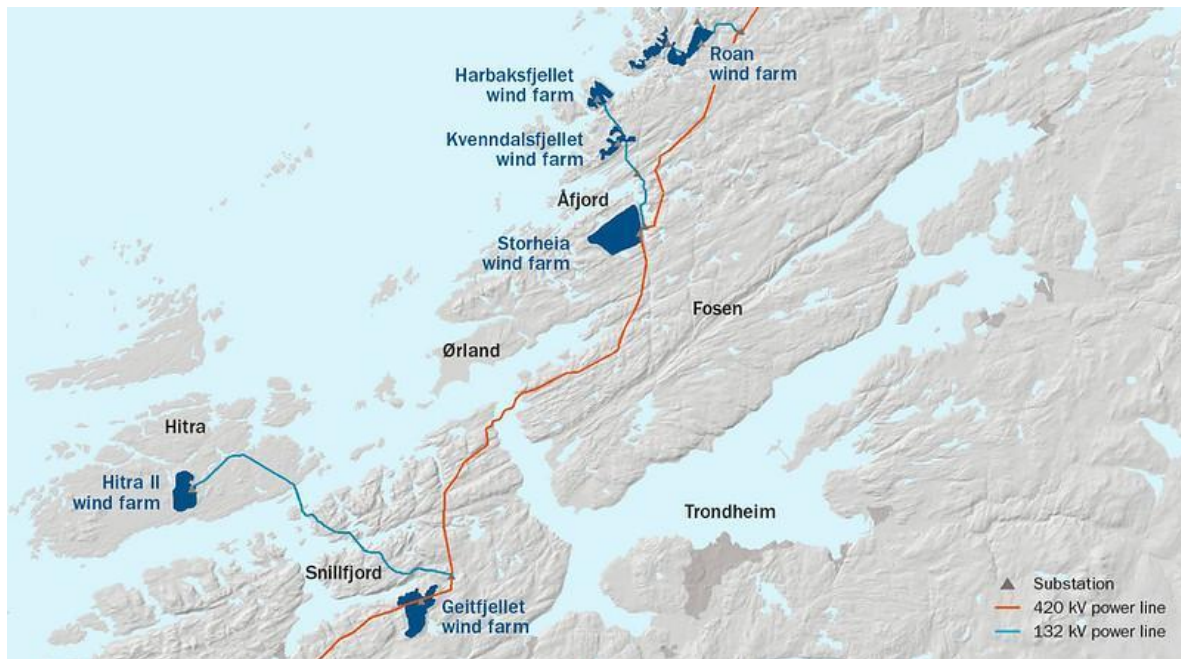 Roan
wind farm
Harbaksfjellet
wind farm
Kvenndalsfjellet
wind farm
Åfjord
Storheia
wind farm
Fosen
Ørland
Hitra
Hitra II
wind farm
Trondheim
Snillfjord
Geitfjellet
wind farm
Substation
420 kV power line
132 kV power line